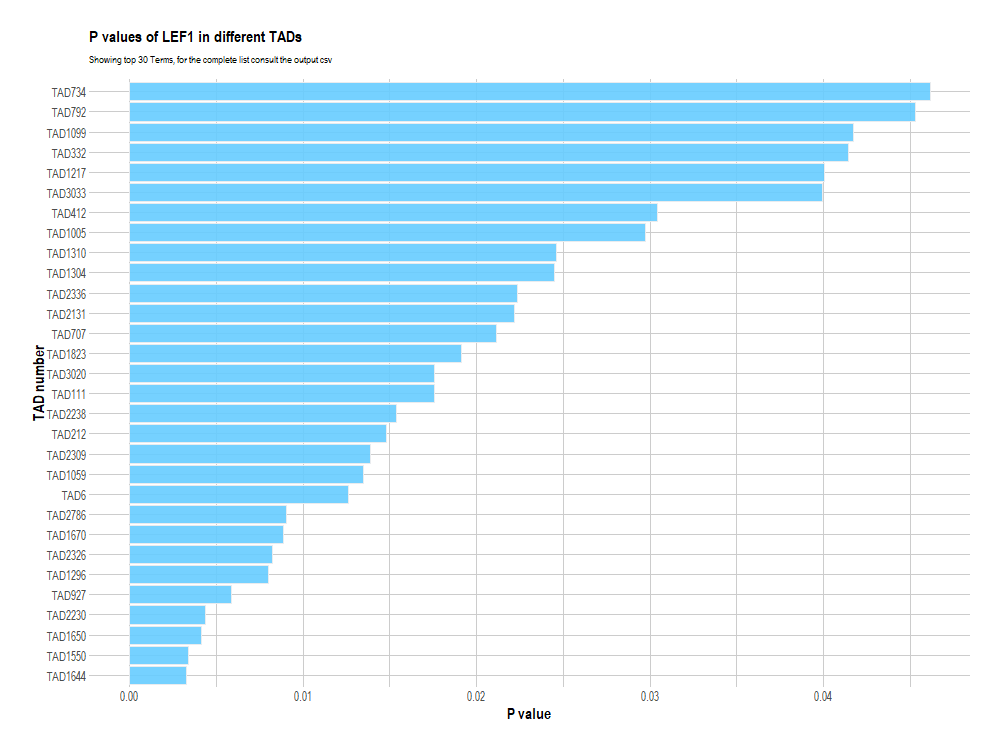 P values of LEF1 in different TADs
Showing top 30 Terms, for the complete list consult the output csv
TAD734
TAD792
TAD1099
TAD332
TAD1217
TAD3033
TAD412
TAD1005
TAD1310
TAD1304
TAD2336
TAD2131
TAD707
TAD1823
TAD3020
TAD111
TAD2238
TAD212
TAD2309
TAD1059
TAD6
TAD2786
TAD1670
TAD2326
TAD1296
TAD927
TAD2230
TAD1650
TAD1550
TAD1644
TAD number
0.00 0.01 0.02 0.03 0.04
P value